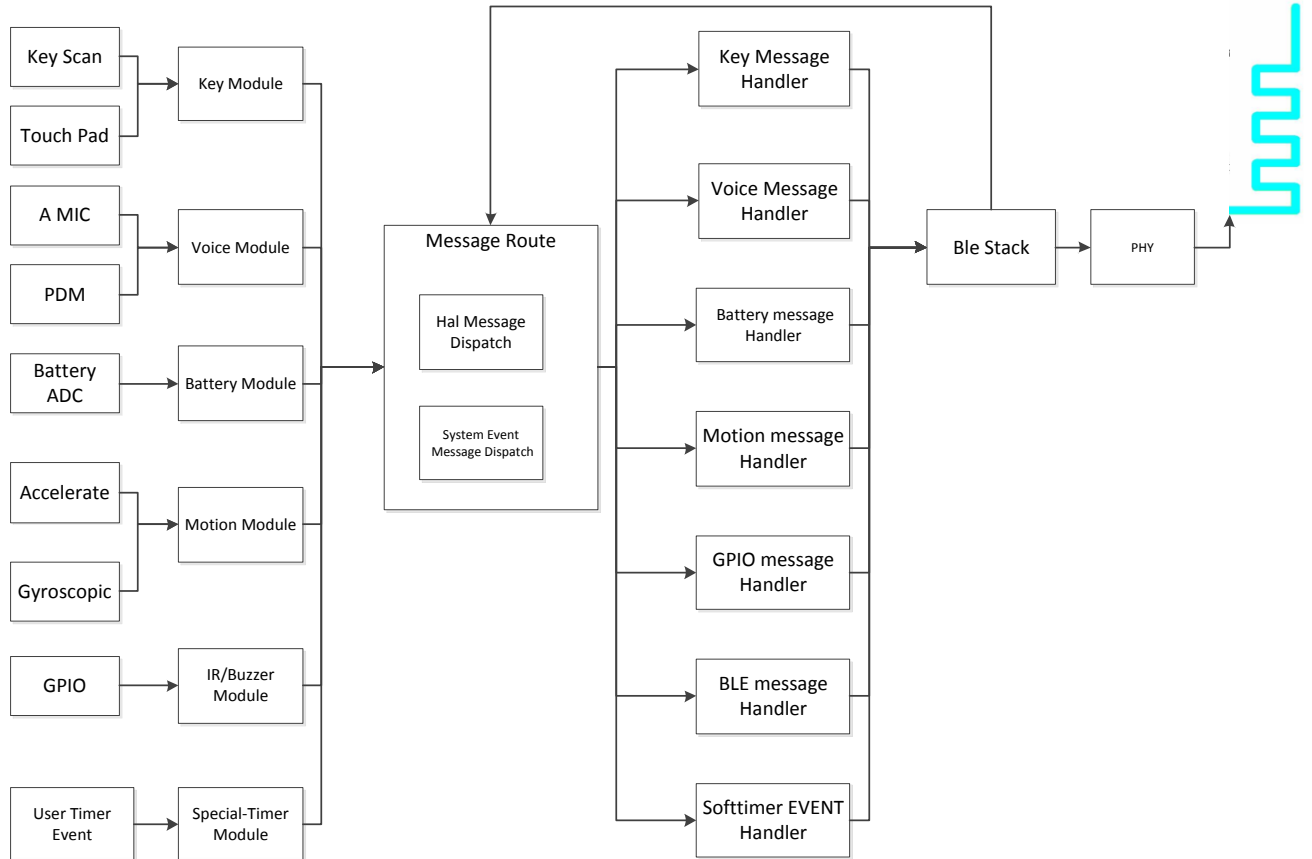 Key Scan
Touch Pad
A MIC
PDM
Battery
ADC
Accelerate
Gyroscopic
GPIO
User Timer
Event
Key Module
Voice Module
Battery Module
Motion Module
IR/Buzzer
Module
Special-Timer
Module
Message Route
Hal Message
Dispatch
System Event
Message Dispatch
Key Message
Handler
Voice Message
Handler
Battery message
Handler
Motion message
Handler
GPIO message
Handler
BLE message
Handler
Softtimer EVENT
Handler
Ble Stack
PHY